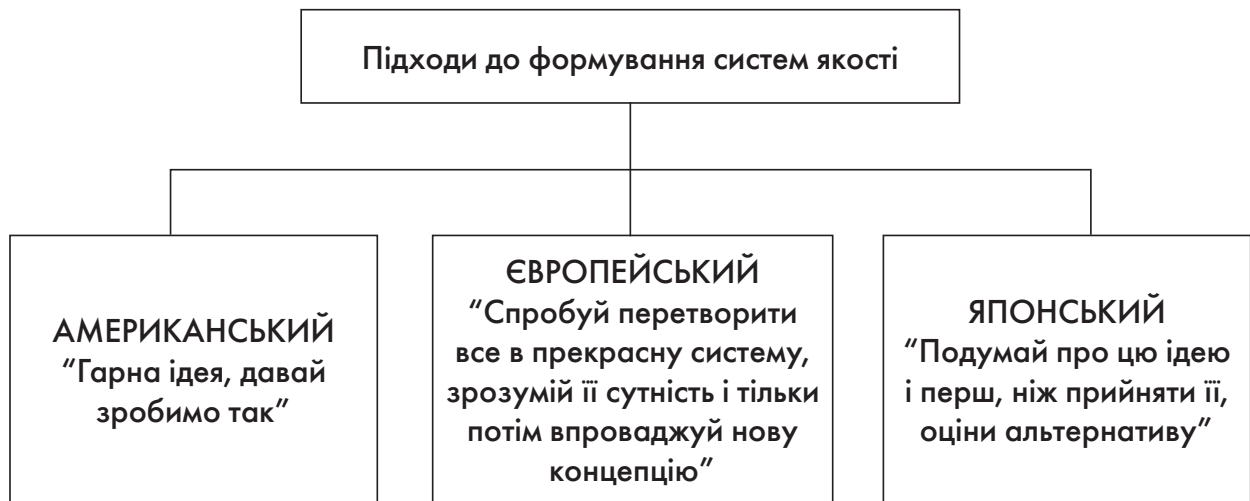 Підходи до формування систем якості
АМЕРИКАНСЬКИЙ
“Гарна ідея, давай
зробимо так”
ЄВРОПЕЙСЬКИЙ
“Спробуй перетворити
все в прекрасну систему,
зрозумій її сутність і тільки
потім впроваджуй нову
концепцію”
ЯПОНСЬКИЙ
“Подумай про цю ідею
і перш, ніж прийняти її,
оціни альтернативу”